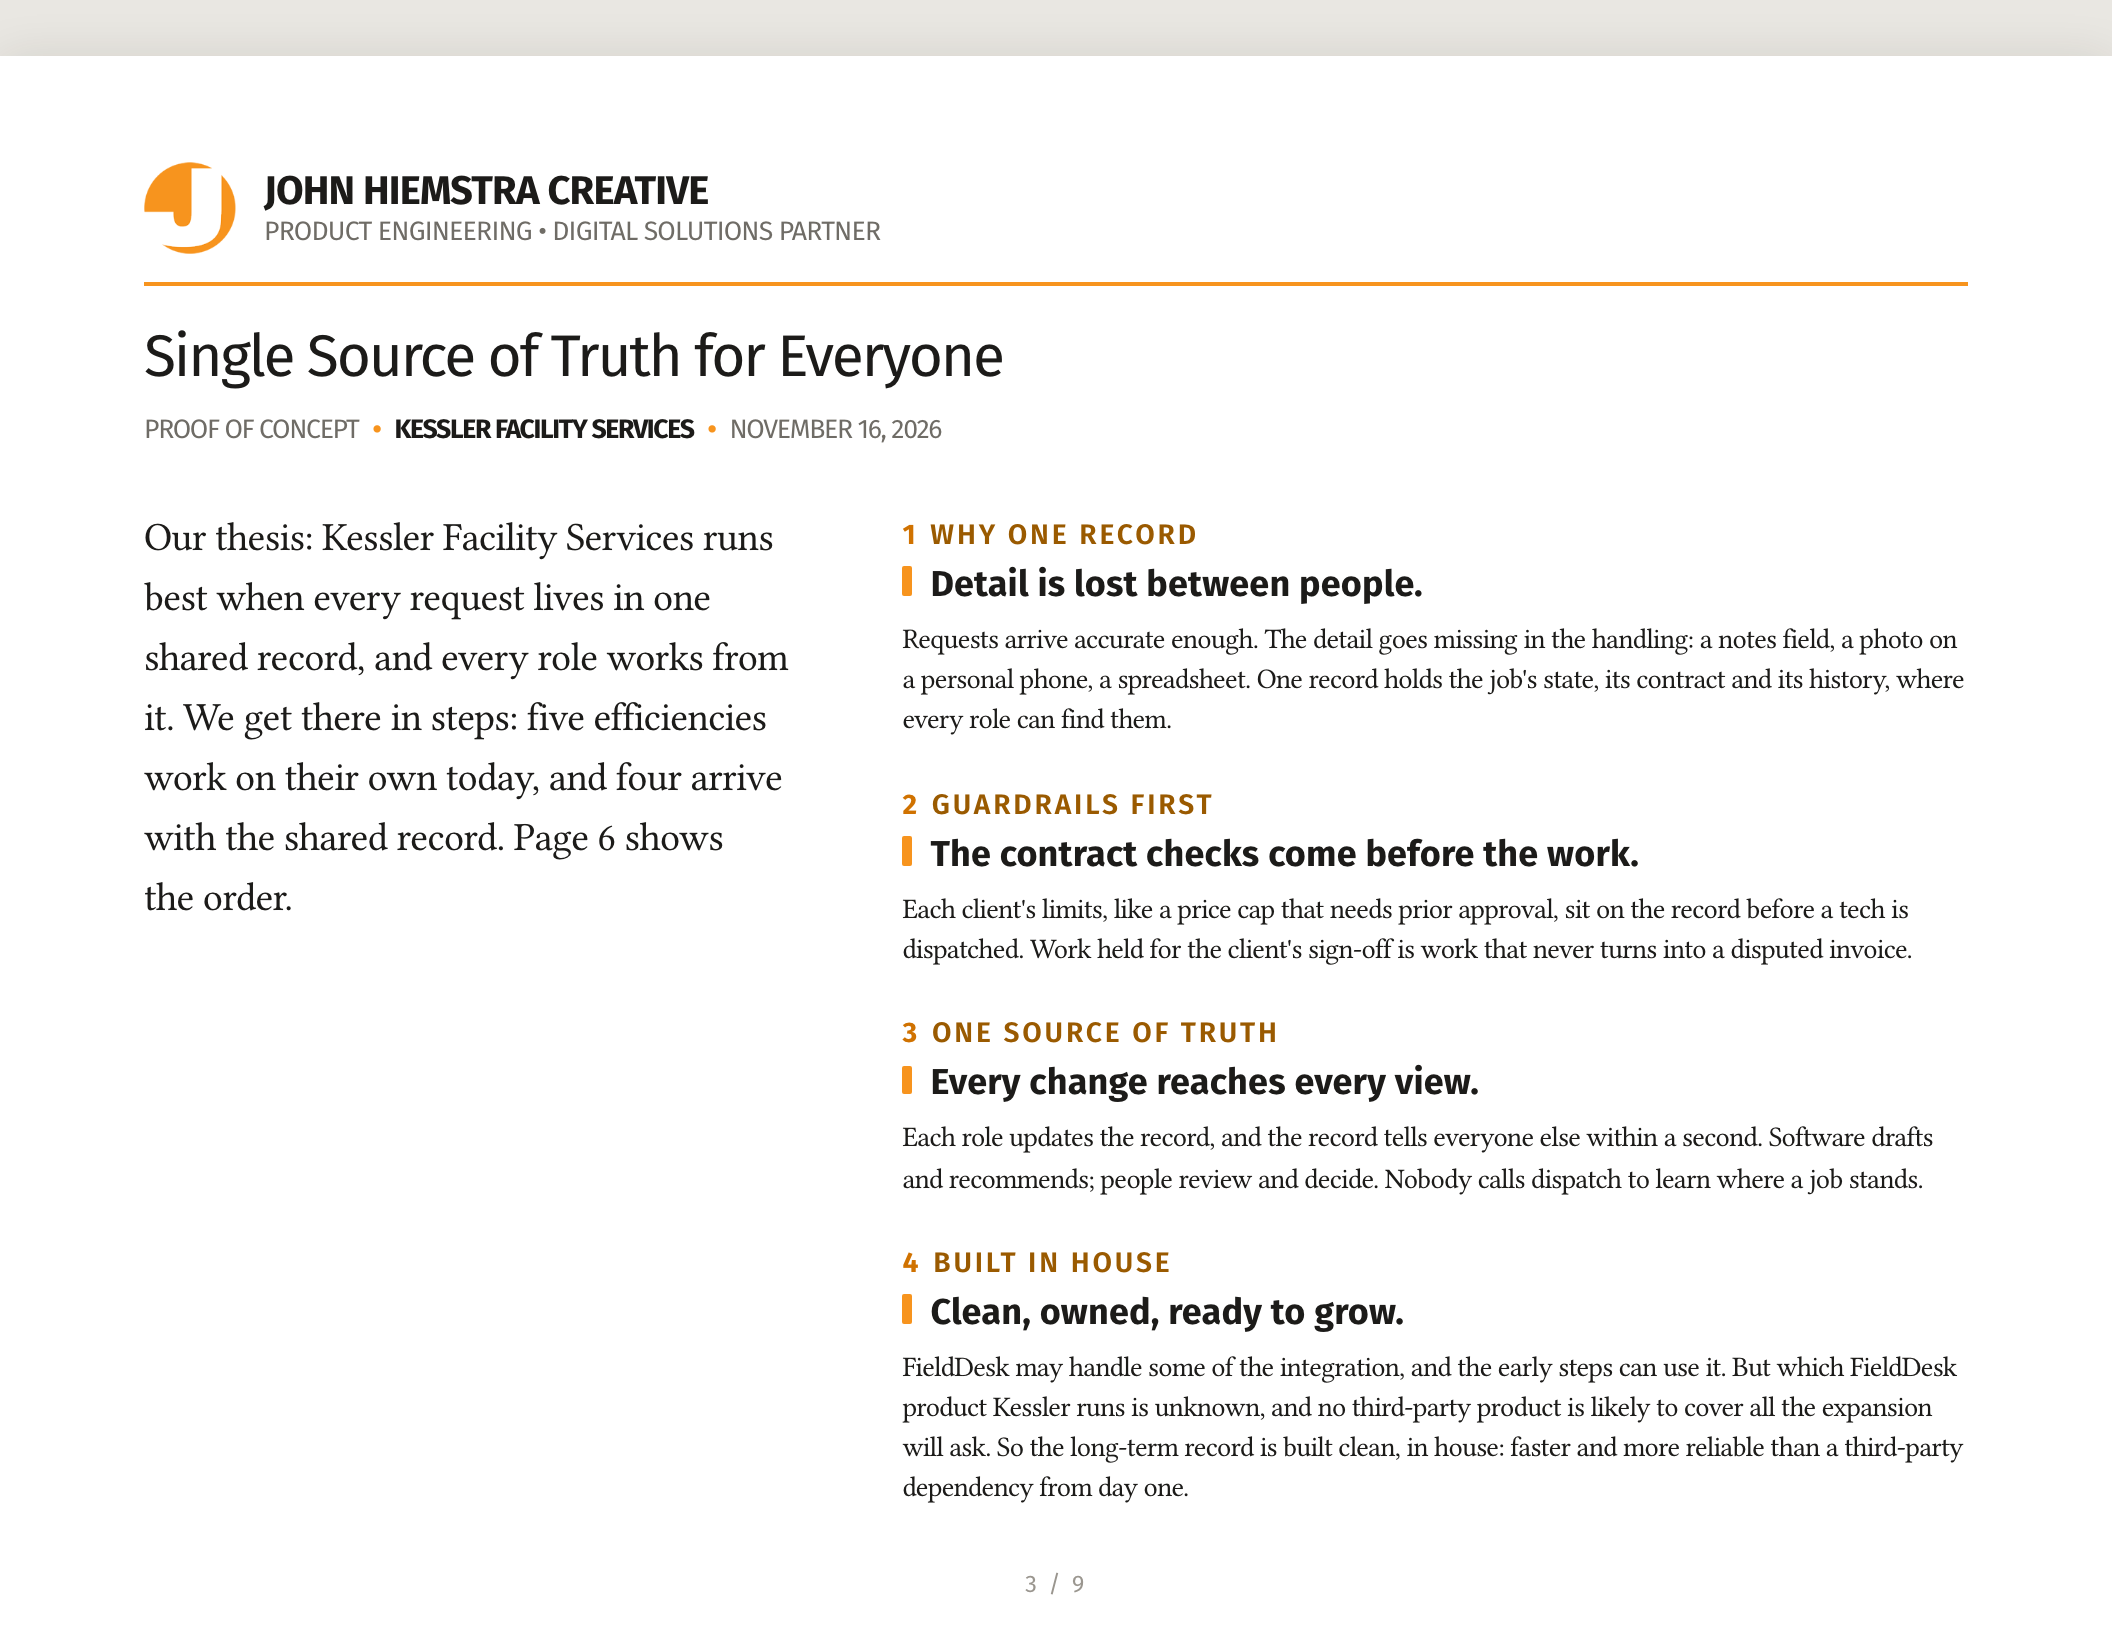 JOHN HIEMSTRA CREATIVE
PRODUCT ENGINEERING • DIGITAL SOLUTIONS PARTNER
Single Source of Truth for Everyone
PROOF OF CONCEPT • KESSLER FACILITY SERVICES • NOVEMBER 16, 2026
Our thesis: Kessler Facility Services runs
best when every request lives in one
shared record, and every role works from
it. We get there in steps: five efficiencies
work on their own today, and four arrive
with the shared record. Page 6 shows
the order.
1 WHY ONE RECORD
Detail is lost between people.
Requests arrive accurate enough. The detail goes missing in the handling: a notes field, a photo on
a personal phone, a spreadsheet. One record holds the job's state, its contract and its history, where
every role can find them.
2 GUARDRAILS FIRST
The contract checks come before the work.
Each client's limits, like a price cap that needs prior approval, sit on the record before a tech is
dispatched. Work held for the client's sign-off is work that never turns into a disputed invoice.
3 ONE SOURCE OF TRUTH
Every change reaches every view.
Each role updates the record, and the record tells everyone else within a second. Software drafts
and recommends; people review and decide. Nobody calls dispatch to learn where a job stands.
4 BUILT IN HOUSE
Clean, owned, ready to grow.
FieldDesk may handle some of the integration, and the early steps can use it. But which FieldDesk
product Kessler runs is unknown, and no third-party product is likely to cover all the expansion
will ask. So the long-term record is built clean, in house: faster and more reliable than a third-party
dependency from day one.
3 / 9